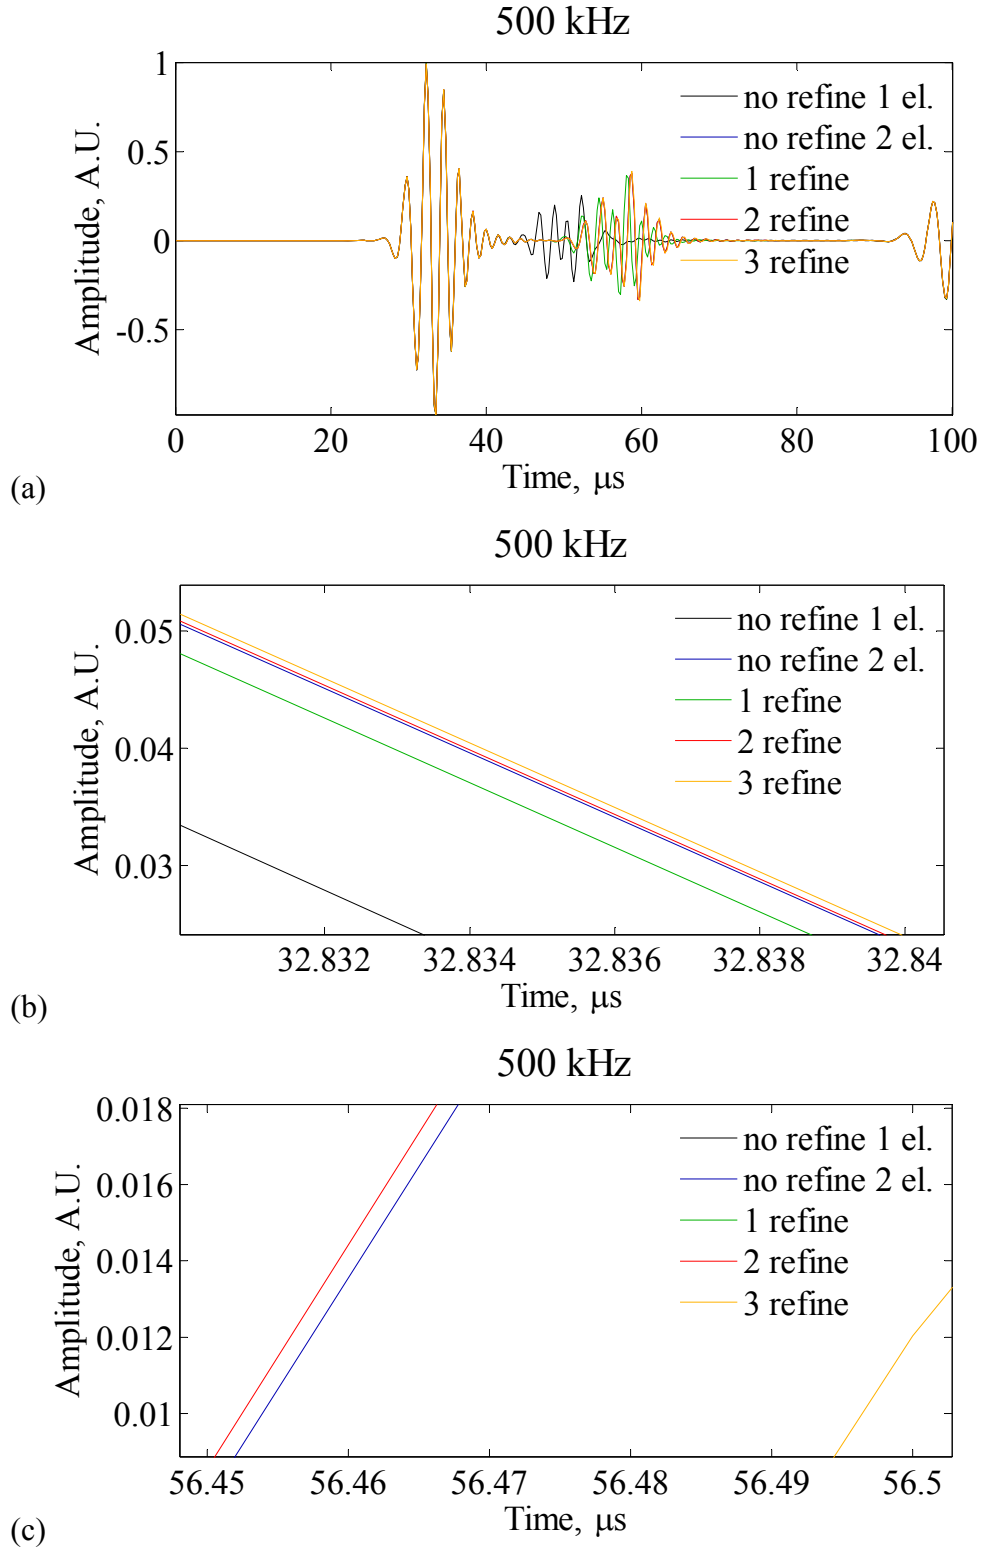 500 kHz
1
0.5
0
-0.5
Amplitude, A.U.
no refine 1 el.
no refine 2 el.
1 refine
2 refine
3 refine
0 20 40 60 80 100
Time, μs
(a)
500 kHz
0.05
0.04
0.03
Amplitude, A.U.
no refine 1 el.
no refine 2 el.
1 refine
2 refine
3 refine
32.832 32.834 32.836 32.838 32.84
Time, μs
(b)
500 kHz
0.018
0.016
0.014
0.012
0.01
Amplitude, A.U.
no refine 1 el.
no refine 2 el.
1 refine
2 refine
3 refine
56.45 56.46 56.47 56.48 56.49 56.5
Time, μs
(c)